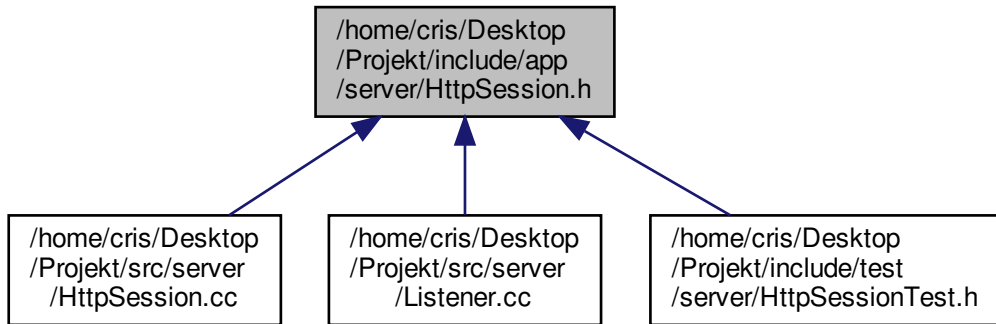 /home/cris/Desktop
/Projekt/include/app
/server/HttpSession.h
/home/cris/Desktop
/Projekt/src/server
/HttpSession.cc
/home/cris/Desktop
/Projekt/src/server
/Listener.cc
/home/cris/Desktop
/Projekt/include/test
/server/HttpSessionTest.h